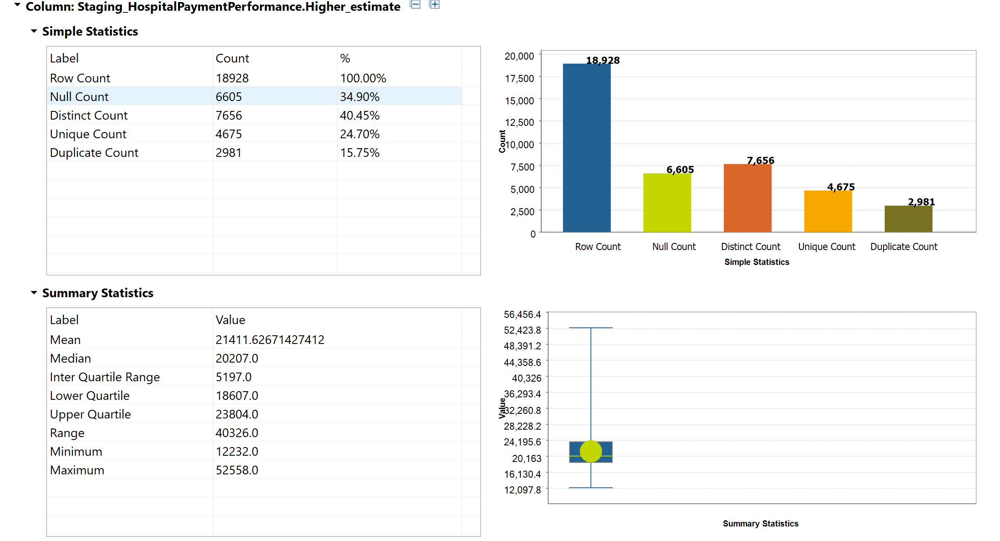 Column: Staging_HospitalPaymentPerformance.Higher_estimate
Simple Statistics
Label Count %
Row Count 18928 100.00%
Null Count 6605 34.90%
Distinct Count 7656 40.45%
Unique Count 4675 24.70%
Duplicate Count 2981 15.75%
20,000
17,500
15,000
12,500
10,000
7,500
5,000
2,500
0
Count
18,928
6,605
7,656
4,675
2,981
Row Count Null Count Distinct Count Unique Count Duplicate Count
Simple Statistics
Summary Statistics
Label Value
Mean 21411.62671427412
Median 20207.0
Inter Quartile Range 5197.0
Lower Quartile 18607.0
Upper Quartile 23804.0
Range 40326.0
Minimum 12232.0
Maximum 52558.0
56,456.4
52,423.8
48,391.2
44,358.6
40,326
36,293.4
32,260.8
28,228.2
24,195.6
20,163
16,130.4
12,097.8
Value
Summary Statistics